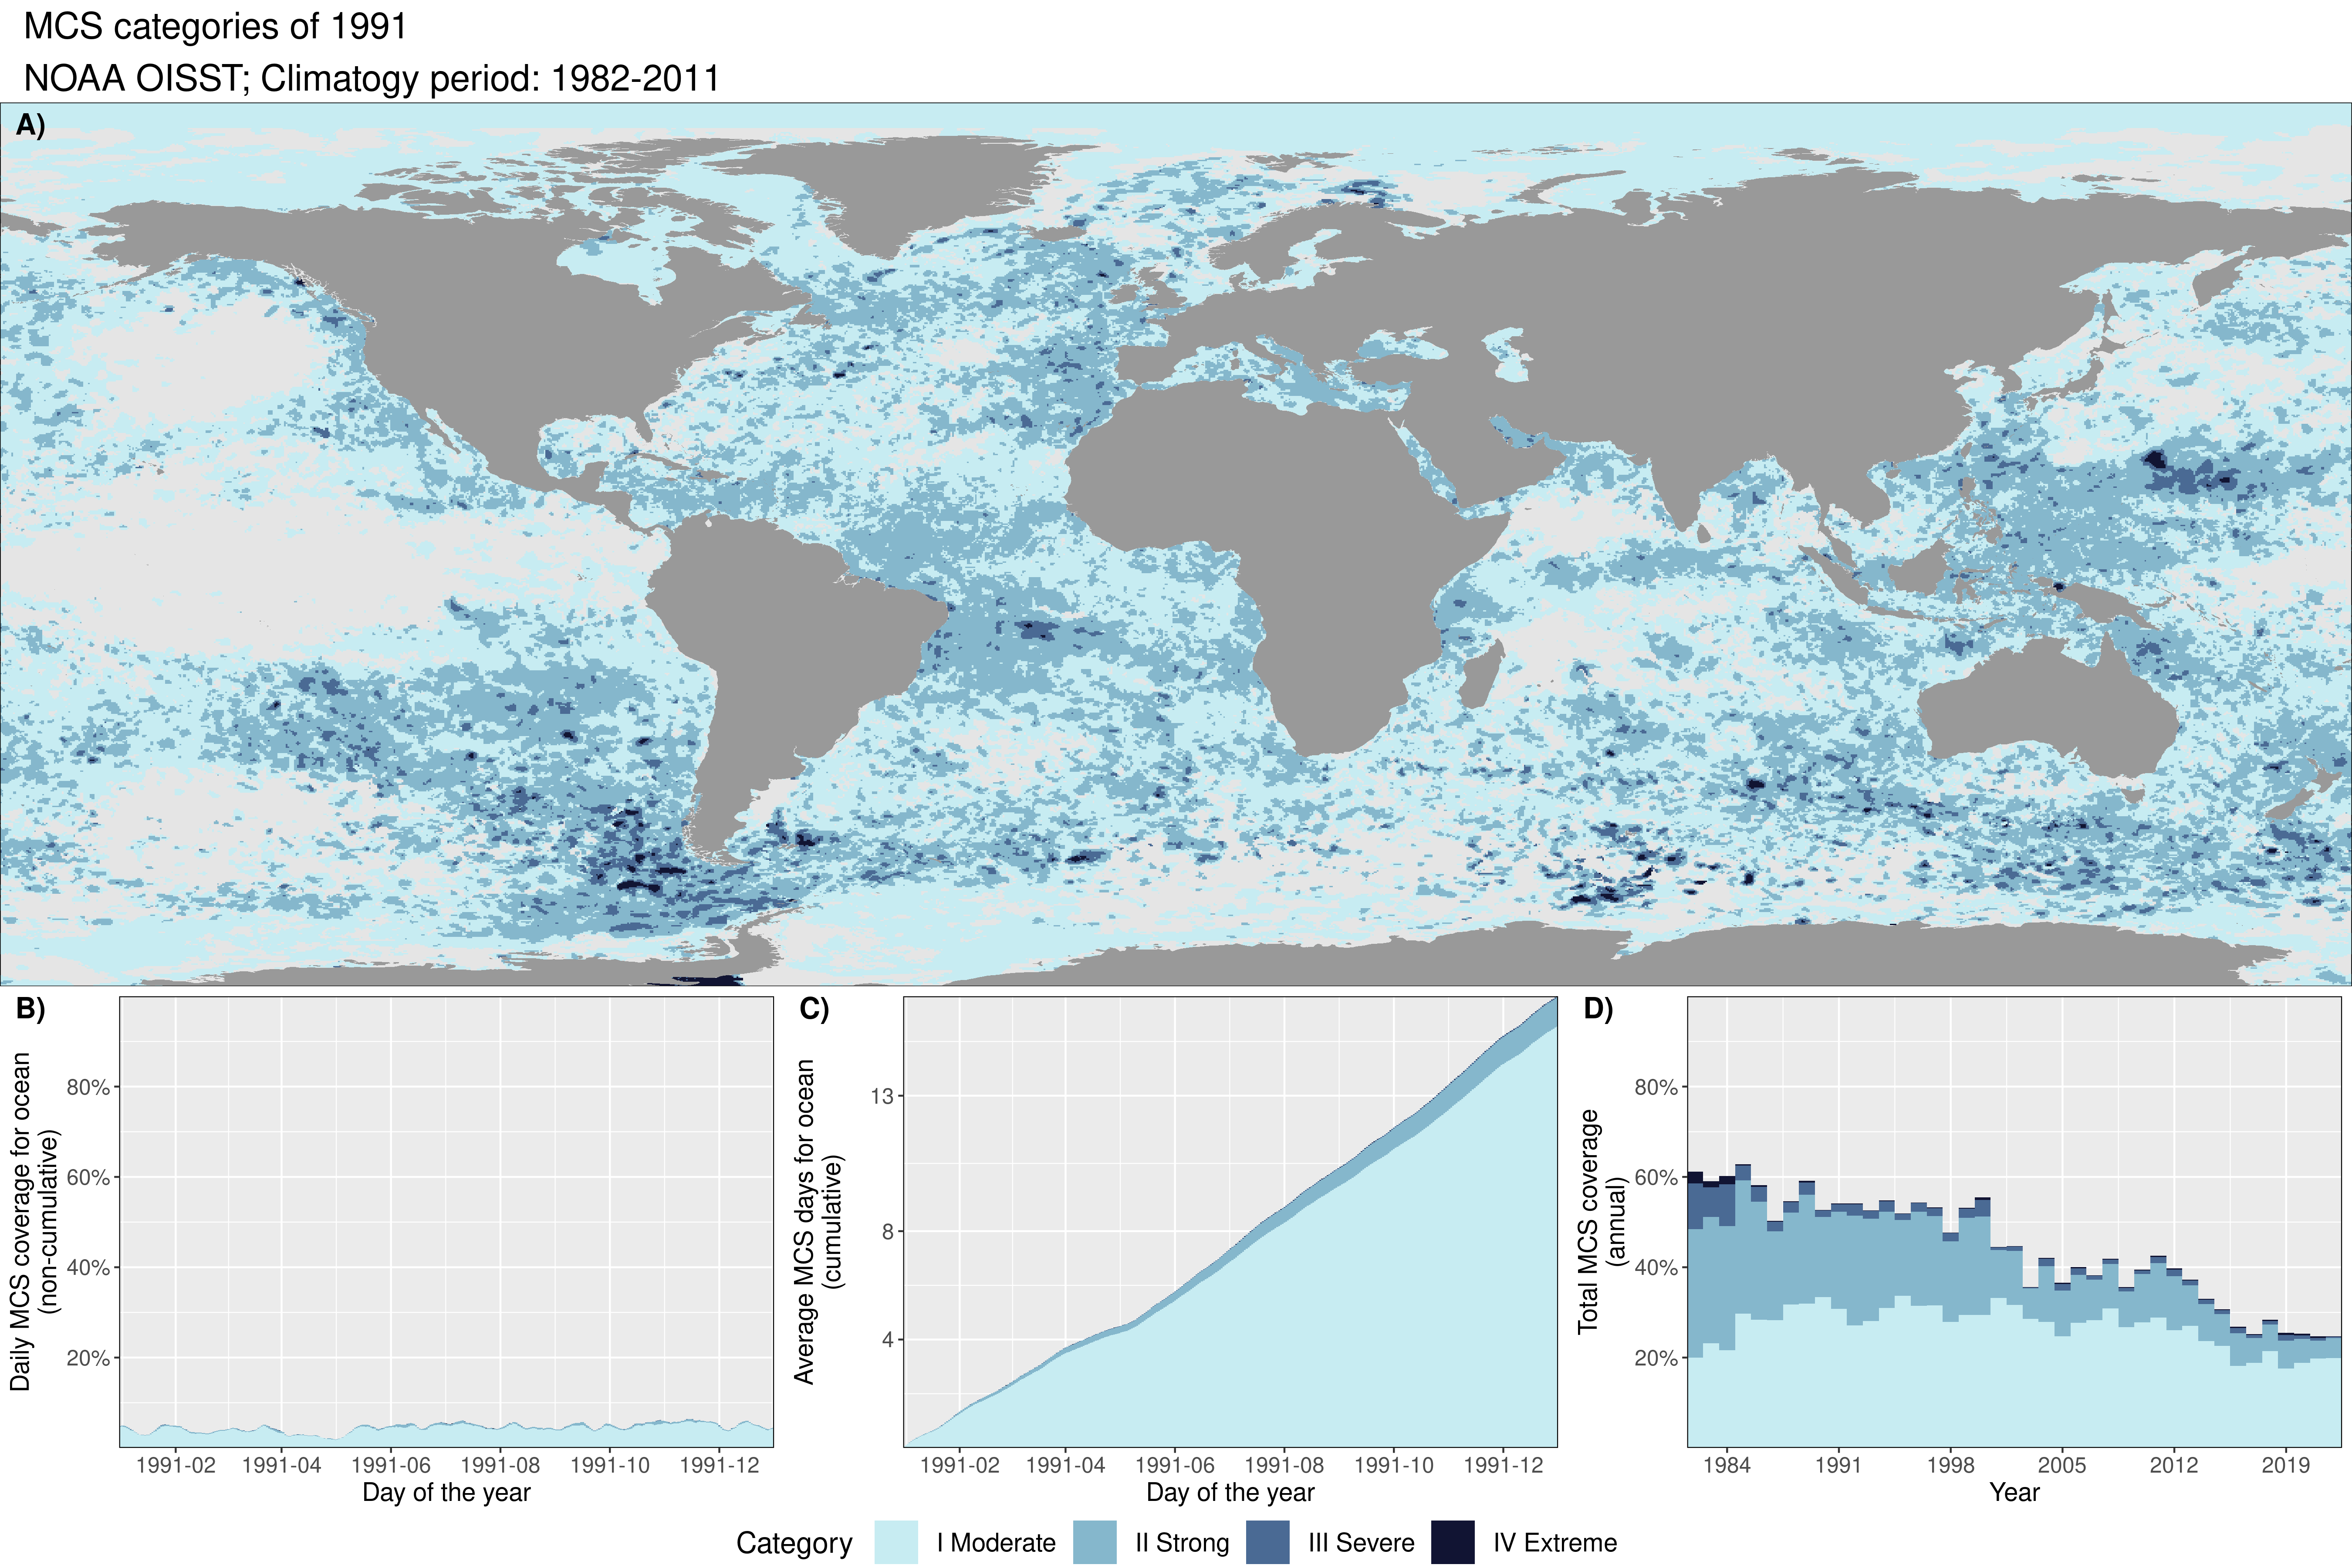 MCS categories of 1991
NOAA OISST; Climatogy period: 1982-2011
A)
B)
Daily MCS coverage for ocean
(non-cumulative)
80%
60%
40%
20%
1991-02 1991-04 1991-06 1991-08 1991-10 1991-12
Day of the year
C)
Average MCS days for ocean
(cumulative)
13
8
4
1991-02 1991-04 1991-06 1991-08 1991-10 1991-12
Day of the year
D)
Total MCS coverage
(annual)
80%
60%
40%
20%
1984 1991 1998 2005 2012 2019
Year
Category I Moderate II Strong III Severe IV Extreme